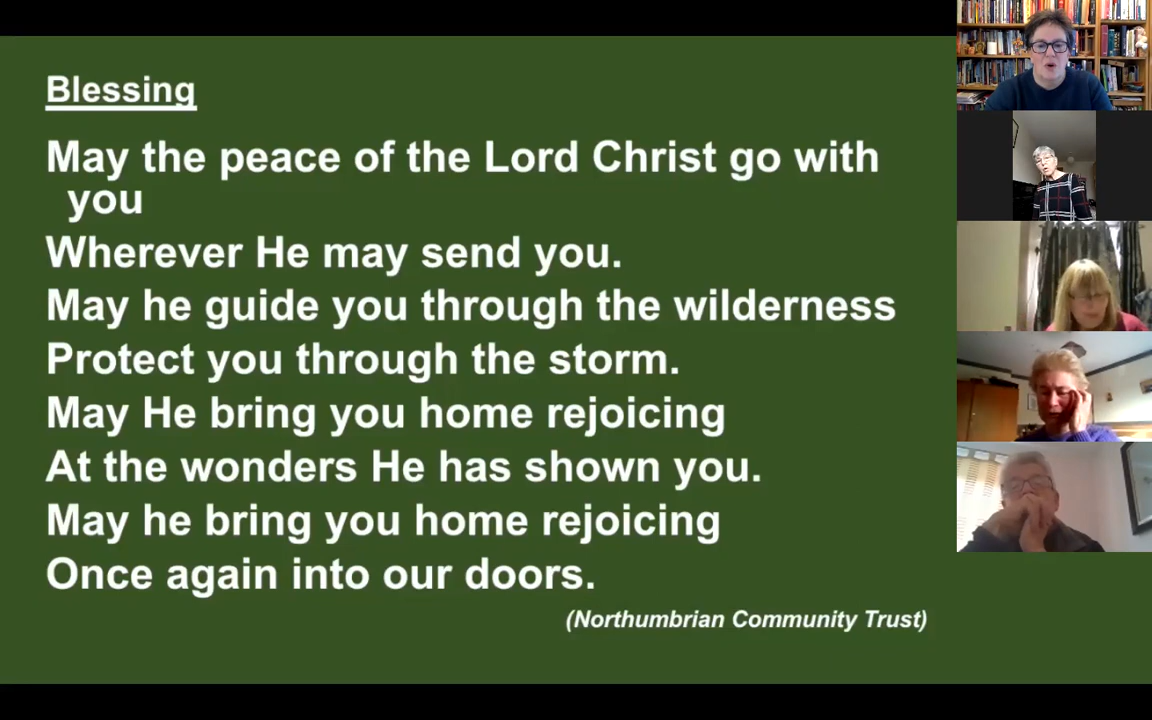 Blessing
May the peace of the Lord Christ go with
you
Wherever He may send you.
May he guide you through the wilderness
Protect you through the storm.
May He bring you home rejoicing
At the wonders He has shown you.
May he bring you home rejoicing
Once again into our doors.
(Northumbrian Community Trust)